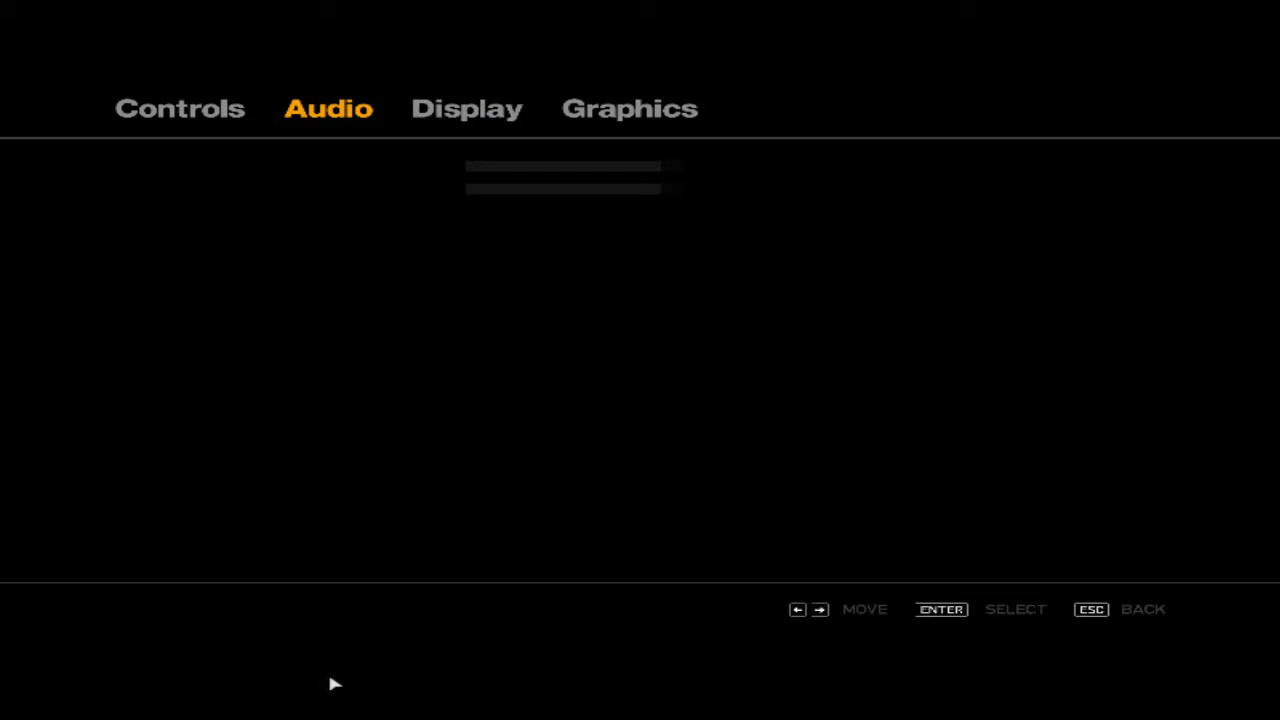 Controls Audio Display Graphics
← → MOVE ENTER SELECT ESC BACK